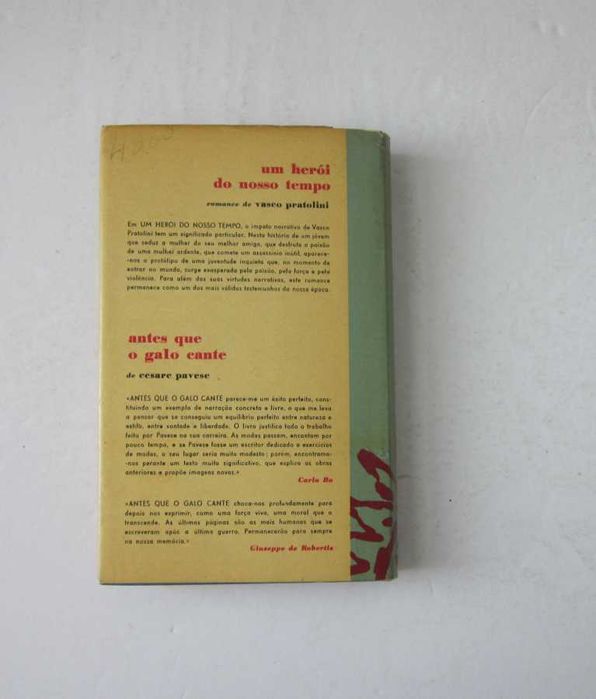 40.00
um herói
do nosso tempo
romance de vasco pratolini
Em UM HEROI DO NOSSO TEMPO, o impeto narrativo de Vasco
Pratolini tem um significado particular. Nesta história de um jovem
que seduz a mulher do seu melhor amigo, que desfruta a paixão
de uma mulher ardente, que comete um assassínio inútil, aparece-
-nos o protótipo de uma juventude inquieta que, no momento de
entrar no mundo, surge exasperada pela paixão, pela força e pela
violência. Para além das suas virtudes narrativas, este romance
permanece como um dos mais válidos testemunhos da nossa época.
antes que
o galo cante
de cesare pavese
«ANTES QUE O GALO CANTE parece-me um êxito perfeito, cons-
tituindo um exemplo de narração concreta e livre, o que me leva
a pensar que se conseguiu um equilíbrio perfeito entre natureza e
estilo, entre vontade e liberdade. O livro justifica todo o trabalho
feito por Pavese na sua carreira. As modas passam, encantam por
pouco tempo, e se Pavese fosse um escritor dedicado a exercícios
de modas, o seu lugar seria muito modesto; porém, encontramo-
-nos perante um texto muito significativo, que explica as obras
anteriores e propõe imagens novas.»
Carlo Bo
«ANTES QUE O GALO CANTE choca-nos profundamente para
depois nos exprimir, como uma força viva, uma moral que o
transcende. As últimas páginas são as mais humanas que se
escreveram após a última guerra. Permanecerão para sempre
na nossa memória.»
Giuseppe de Robertis